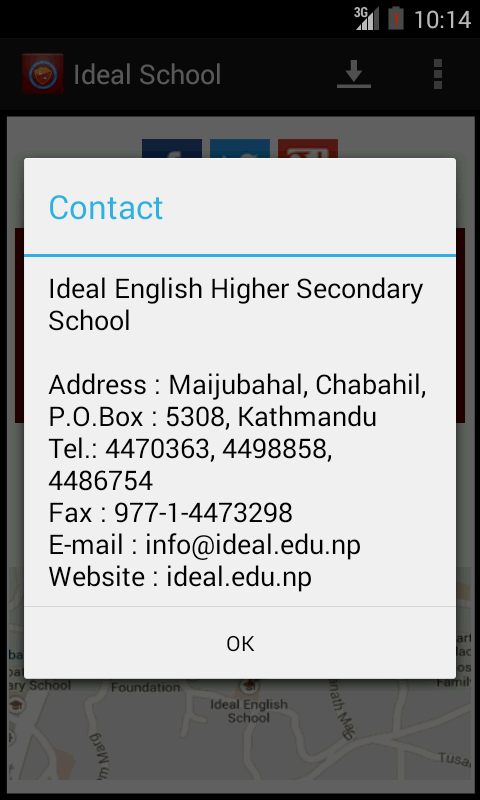 3G 10:14
Ideal School
Contact
Ideal English Higher Secondary
School
Address : Maijubahal, Chabahil,
P.O.Box : 5308, Kathmandu
Tel.: 4470363, 4498858,
4486754
Fax : 977-1-4473298
E-mail : info@ideal.edu.np
Website : ideal.edu.np
OK
ary School
Foundation
Ideal English
School
Famil
Marg
Tusa